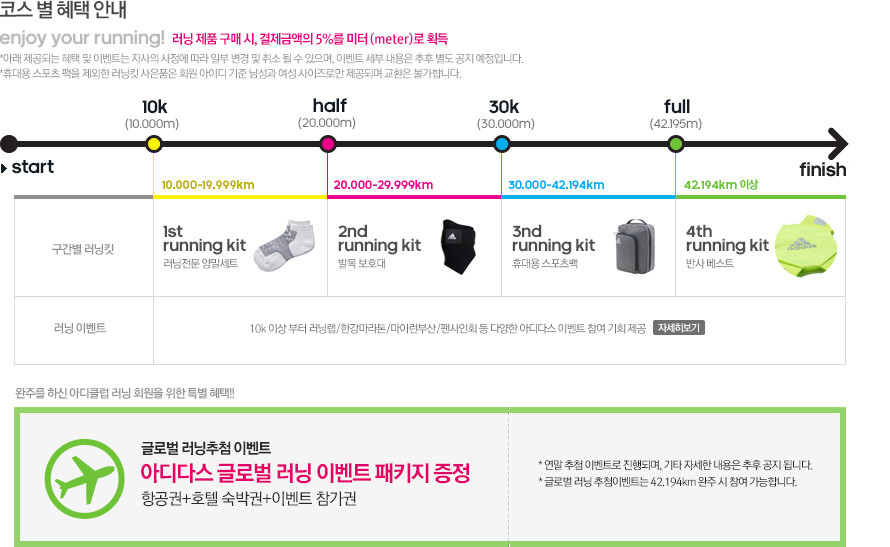 코스 별 혜택 안내
enjoy your running! 러닝 제품 구매 시, 결제금액의 5%를 미터 (meter)로 획득
*아래 제공되는 혜택 및 이벤트는 자사의 사정에 따라 일부 변경 및 취소 될 수 있으며, 이벤트 세부 내용은 추후 별도 공지 예정입니다.
*휴대용 스포츠 팩을 제외한 러닝킷 사은품은 회원 아이디 기준 남성과 여성 사이즈로만 제공되며 교환은 불가합니다.
10k half 30k full
(10.000m) (20.000m) (30.000m) (42.195m)
start finish
10.000-19.999km 20.000-29.999km 30.000-42.194km 42.194km 이상
구간별 러닝킷
1st
running kit
러닝전문 양말세트
2nd
running kit
발목 보호대
adidas
3nd
running kit
휴대용 스포츠백
4th
running kit
반사 베스트
러닝 이벤트
10k 이상 부터 러닝랩/한강마라톤/마이런부산/팬사인회 등 다양한 아디다스 이벤트 참여 기회 제공 자세히보기
완주를 하신 아디클럽 러닝 회원을 위한 특별 혜택!!
글로벌 러닝추첨 이벤트
아디다스 글로벌 러닝 이벤트 패키지 증정
항공권+호텔 숙박권+이벤트 참가권
* 연말 추첨 이벤트로 진행되며, 기타 자세한 내용은 추후 공지 됩니다.
* 글로벌 러닝 추첨이벤트는 42.194km 완주 시 참여 가능합니다.